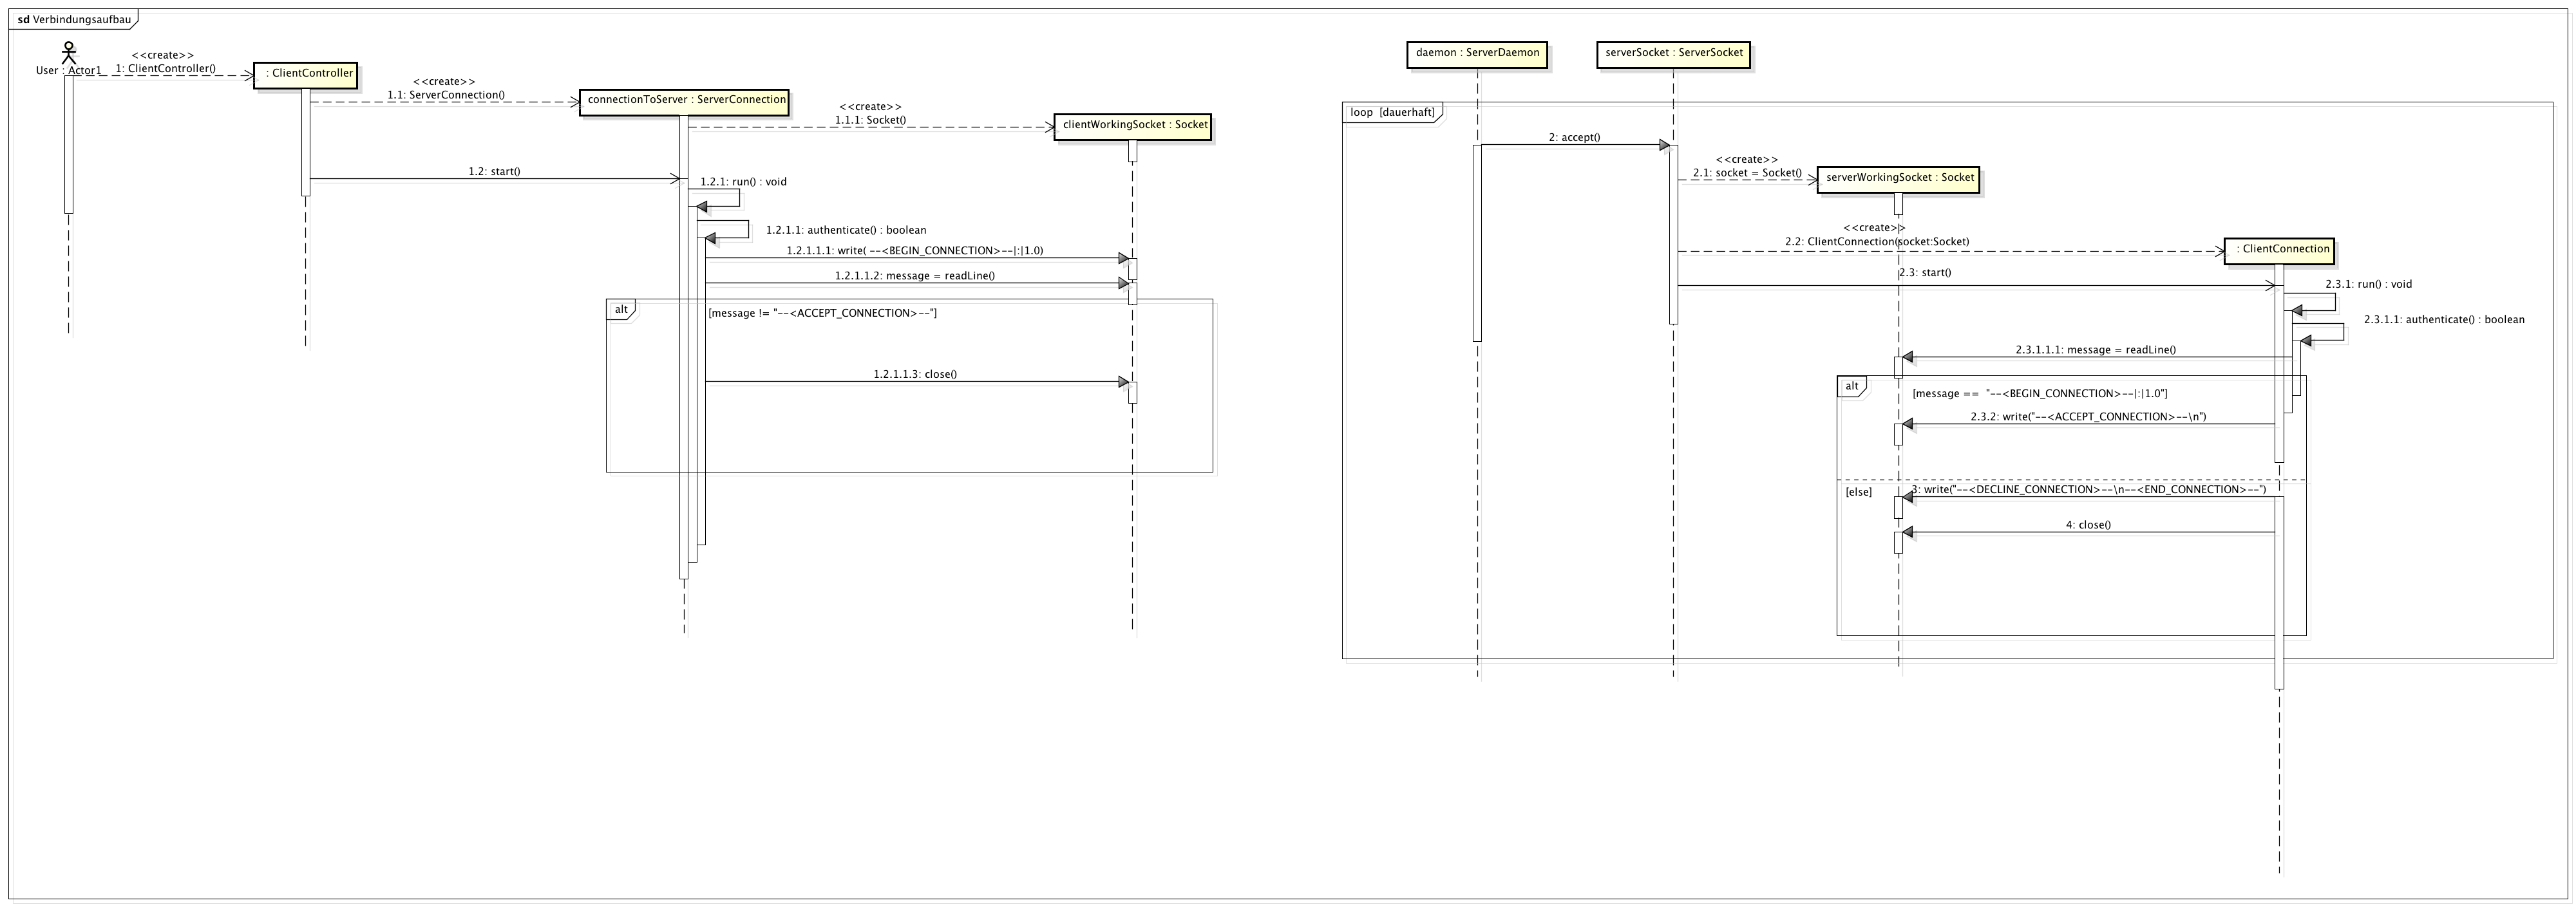 sd Verbindungsaufbau
User : Actor1
<<create>>
1: ClientController()
: ClientController
<<create>>
1.1: ServerConnection()
connectionToServer : ServerConnection
<<create>>
1.1.1: Socket()
clientWorkingSocket : Socket
1.2: start()
1.2.1: run() : void
1.2.1.1: authenticate() : boolean
1.2.1.1.1: write( --<BEGIN_CONNECTION>--|:|1.0)
1.2.1.1.2: message = readLine()
alt
[message != "--<ACCEPT_CONNECTION>--"]
1.2.1.1.3: close()
daemon : ServerDaemon
serverSocket : ServerSocket
loop [dauerhaft]
2: accept()
<<create>>
2.1: socket = Socket()
serverWorkingSocket : Socket
<<create>>
2.2: ClientConnection(socket:Socket)
: ClientConnection
2.3: start()
2.3.1: run() : void
2.3.1.1: authenticate() : boolean
2.3.1.1.1: message = readLine()
alt
[message == "--<BEGIN_CONNECTION>--|:|1.0"]
2.3.2: write("--<ACCEPT_CONNECTION>--\n")
[else]
3: write("--<DECLINE_CONNECTION>--\n--<END_CONNECTION>--")
4: close()